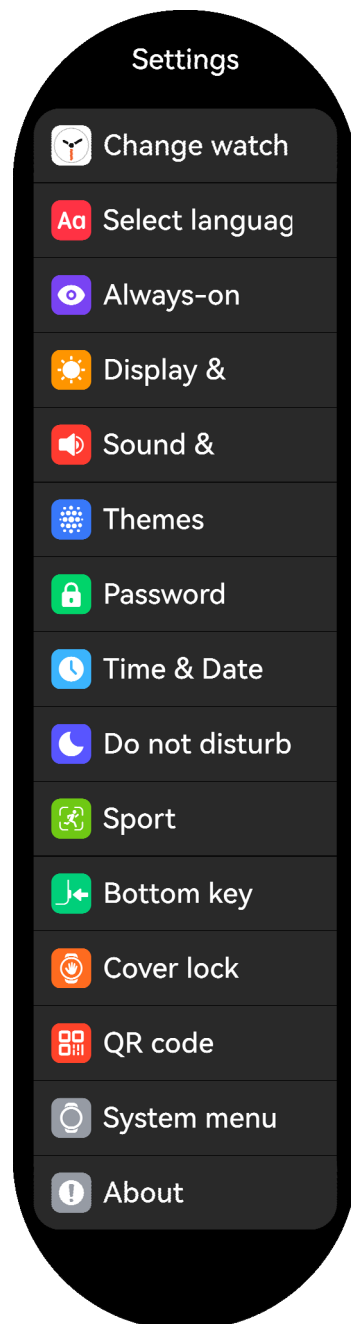 Settings
Change watch
Aa
Select languag
Always-on
Display &
Sound &
Themes
Password
Time & Date
Do not disturb
Sport
Bottom key
Cover lock
QR code
System menu
About